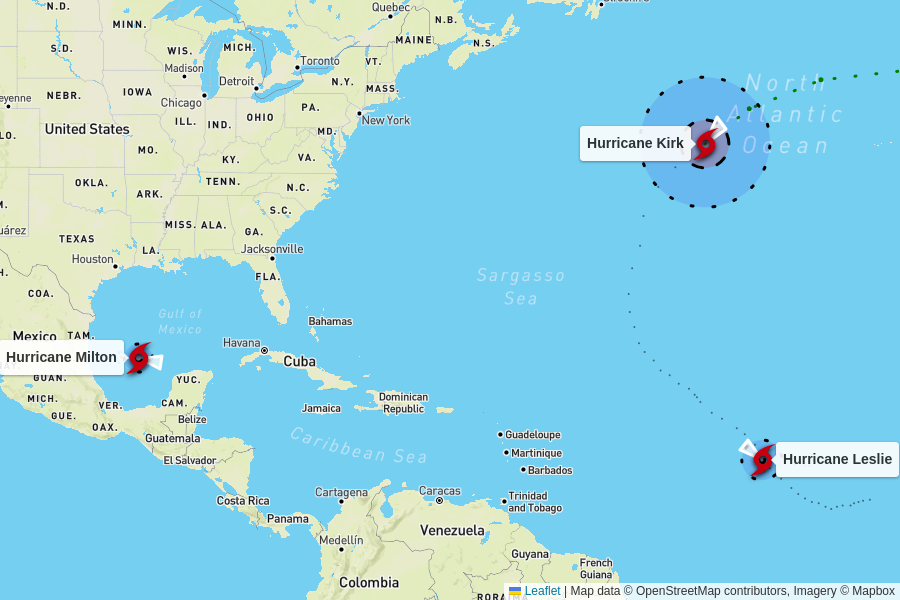 N.D.
MINN.
Quebec
N.B.
MAINE
N.S.
S.D.
WIS.
MICH.
Toronto
VT.
Madison
Detroit
N.Y.
MASS.
NEBR.
IOWA
Chicago
PA.
New York
North
Atlantic
Ocean
United States
ILL.
IND.
OHIO
MD.
Hurricane Kirk
MO.
KY.
VA.
OKLA.
TENN.
N.C.
ARK.
S.C.
MISS.
ALA.
GA.
TEXAS
LA.
Jacksonville
Houston
FLA.
COA.
Sargasso
Sea
Gulf of
Mexico
Bahamas
Mexico
TAM.
Havana
Hurricane Milton
Cuba
GUAN.
YUC.
MICH.
VER.
CAM.
Dominican
Republic
Jamaica
GUE.
OAX.
Belize
Guatemala
Guadeloupe
Caribbean Sea
Martinique
El Salvador
Barbados
Hurricane Leslie
Costa Rica
Cartagena
Caracas
Trinidad
and Tobago
Panama
Venezuela
Medellín
Guyana
French
Guiana
Colombia
Leaflet | Map data © OpenStreetMap contributors, Imagery © Mapbox